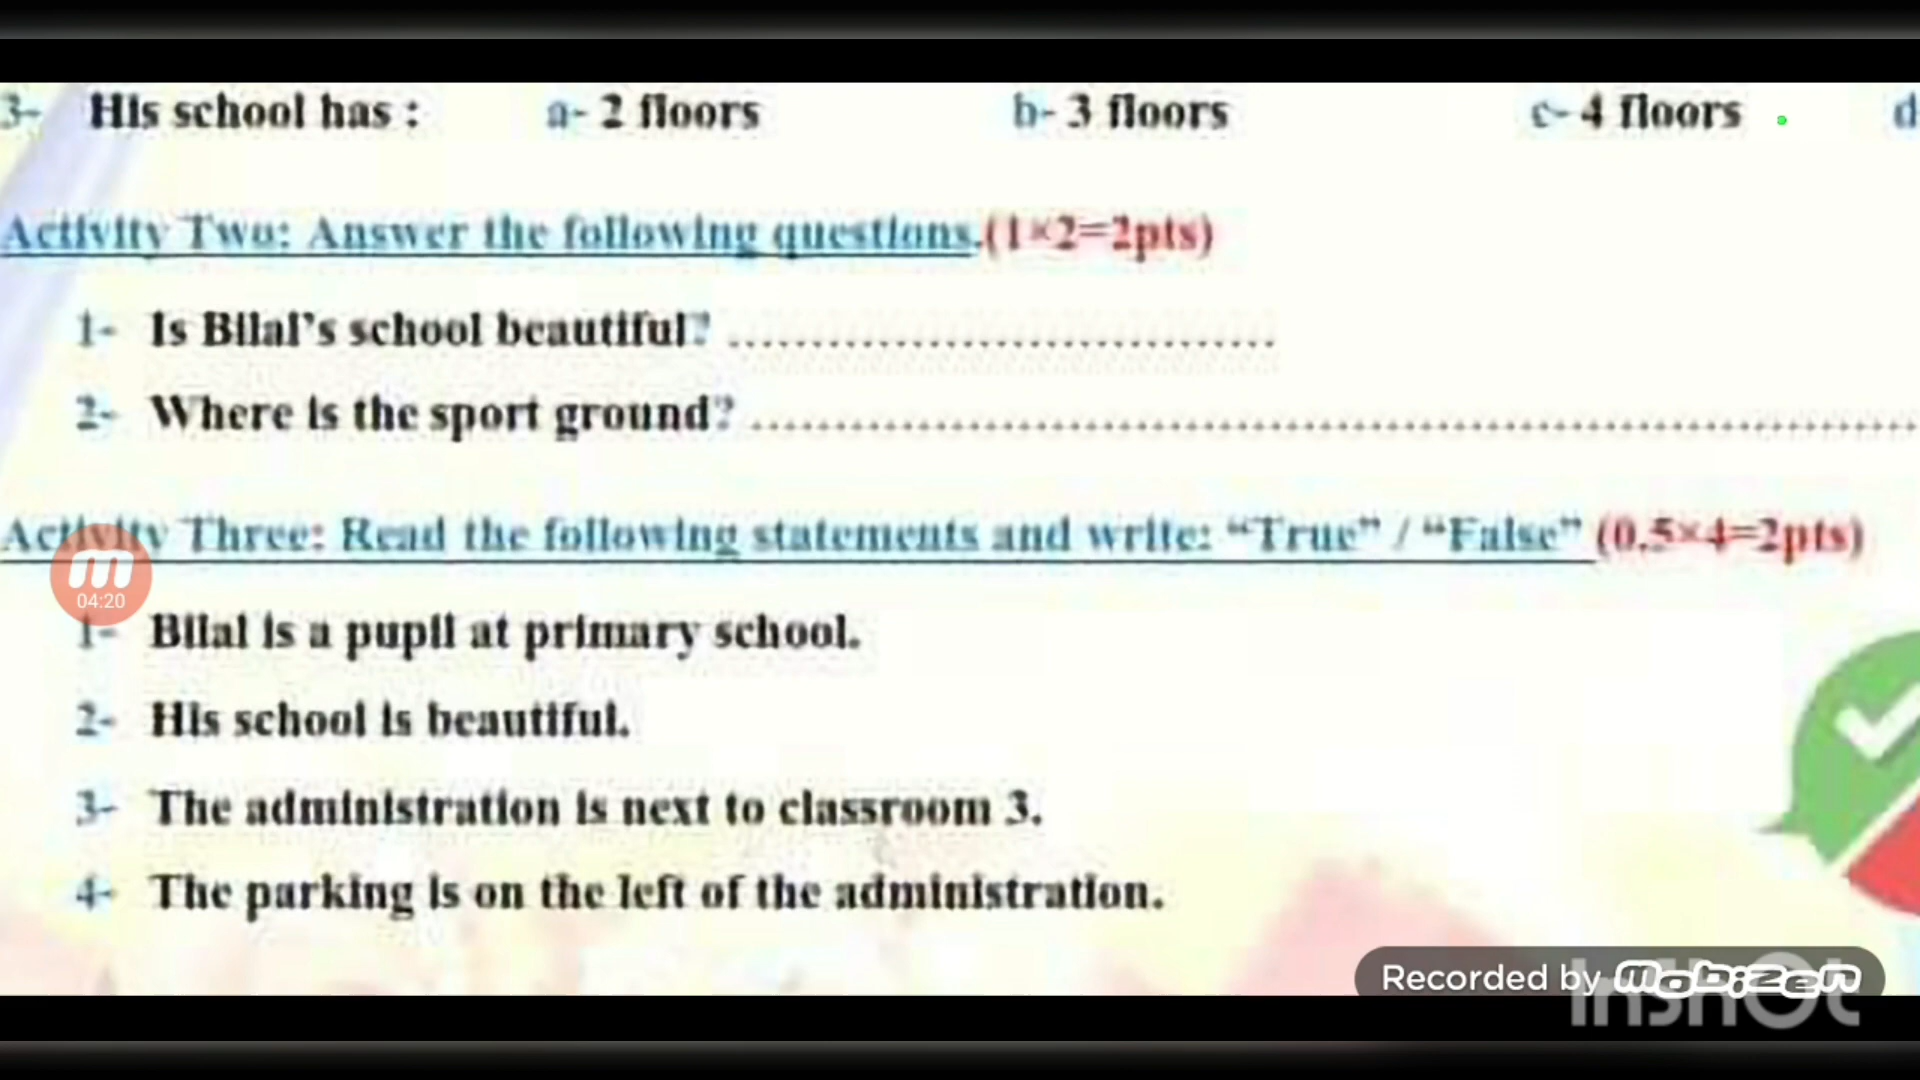 3- His school has : a- 2 floors b- 3 floors c- 4 floors d
Activity Two: Answer the following questions.(1×2=2pts)
1- Is Bilal's school beautiful? ..................................
2- Where is the sport ground? ........................................................................
Activity Three: Read the following statements and write: “True” / “False” (0.5×4=2pts)
04:20
1- Bilal is a pupil at primary school.
2- His school is beautiful.
3- The administration is next to classroom 3.
4- The parking is on the left of the administration.
Recorded by mobizen
InShOt